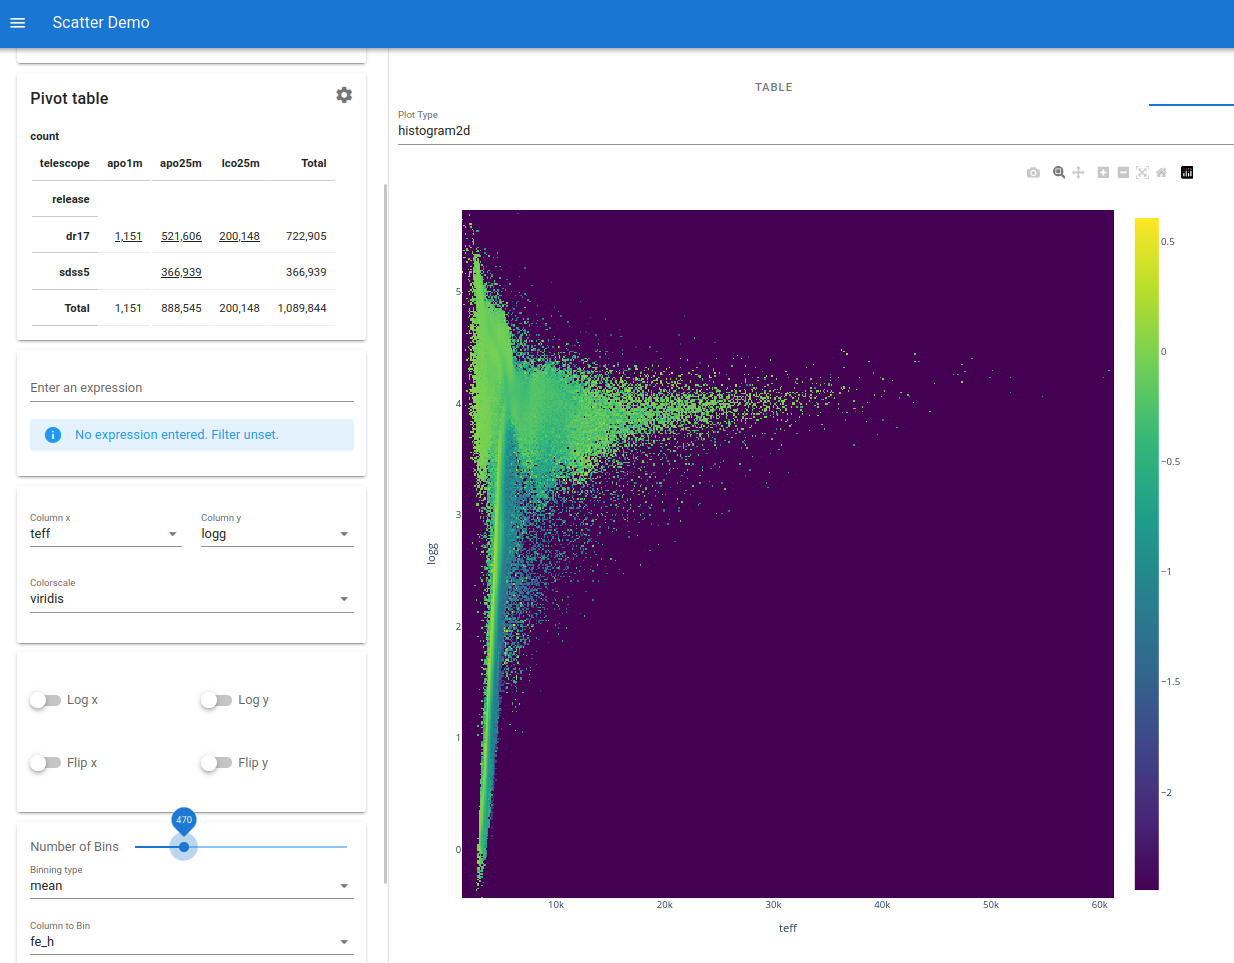 Scatter Demo
Pivot table
count
telescope apo1m apo25m lco25m Total
release
dr17 1,151 521,606 200,148 722,905
sdss5 366,939 366,939
Total 1,151 888,545 200,148 1,089,844
Enter an expression
No expression entered. Filter unset.
Column x Column y
teff logg
Colorscale
viridis
Log x Log y
Flip x Flip y
470
Number of Bins
Binning type
mean
Column to Bin
fe_h
TABLE
Plot Type
histogram2d
5
4
3
2
1
0
logg
10k 20k 30k 40k 50k 60k
teff
0.5
0
−0.5
−1
−1.5
−2